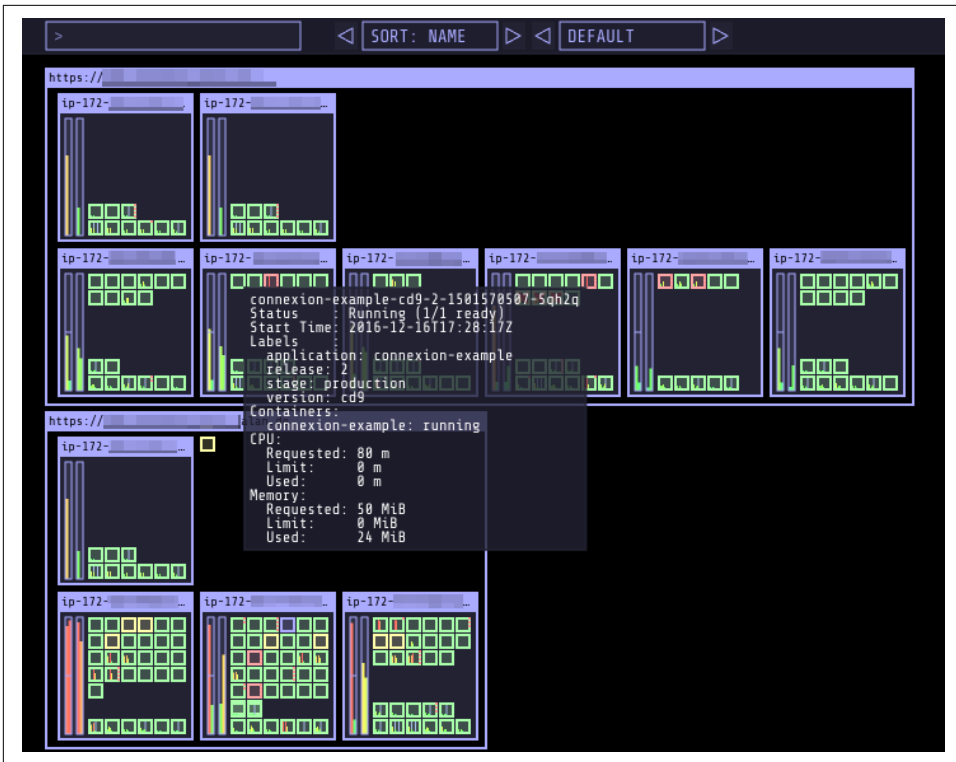 >
SORT: NAME
DEFAULT
https://
ip-172-
ip-172- …
ip-172- …
ip-172- …
ip-172- …
ip-172- …
ip-172- …
ip-172- …
connexion-example-cd9-2-1501570507-5qh2q
Status : Running (1/1 ready)
Start Time: 2016-12-16T17:28:17Z
Labels :
application: connexion-example
release: 2
stage: production
version: cd9
Containers:
connexion-example: running
CPU:
Requested: 80 m
Limit: 0 m
Used: 0 m
Memory:
Requested: 50 MiB
Limit: 0 MiB
Used: 24 MiB
https://
ip-172- …
ip-172- …
ip-172- …
ip-172- …